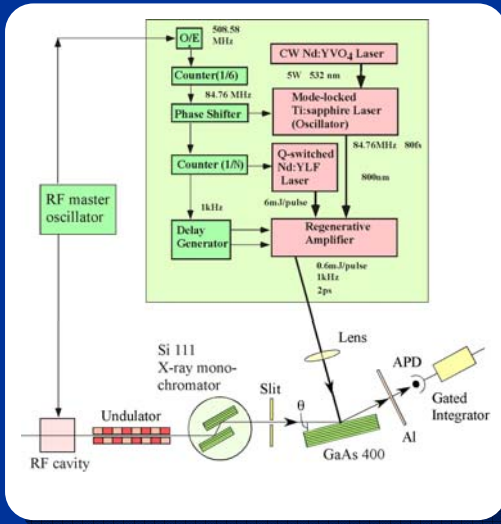 O/E
508.58
MHz
CW Nd:YVO4 Laser
5W 532 nm
Counter(1/6)
84.76 MHz
Phase Shifter
Mode-locked
Ti:sapphire Laser
(Oscillator)
84.76MHz 80fs
Counter (1/N)
Q-switched
Nd:YLF
Laser
800nm
RF master
oscillator
6mJ/pulse
1kHz
Delay
Generator
Regenerative
Amplifier
0.6mJ/pulse
1kHz
2ps
Lens
Si 111
X-ray mono-
chromator
Slit
APD
Undulator
θ
Gated
Integrator
Al
RF cavity
GaAs 400